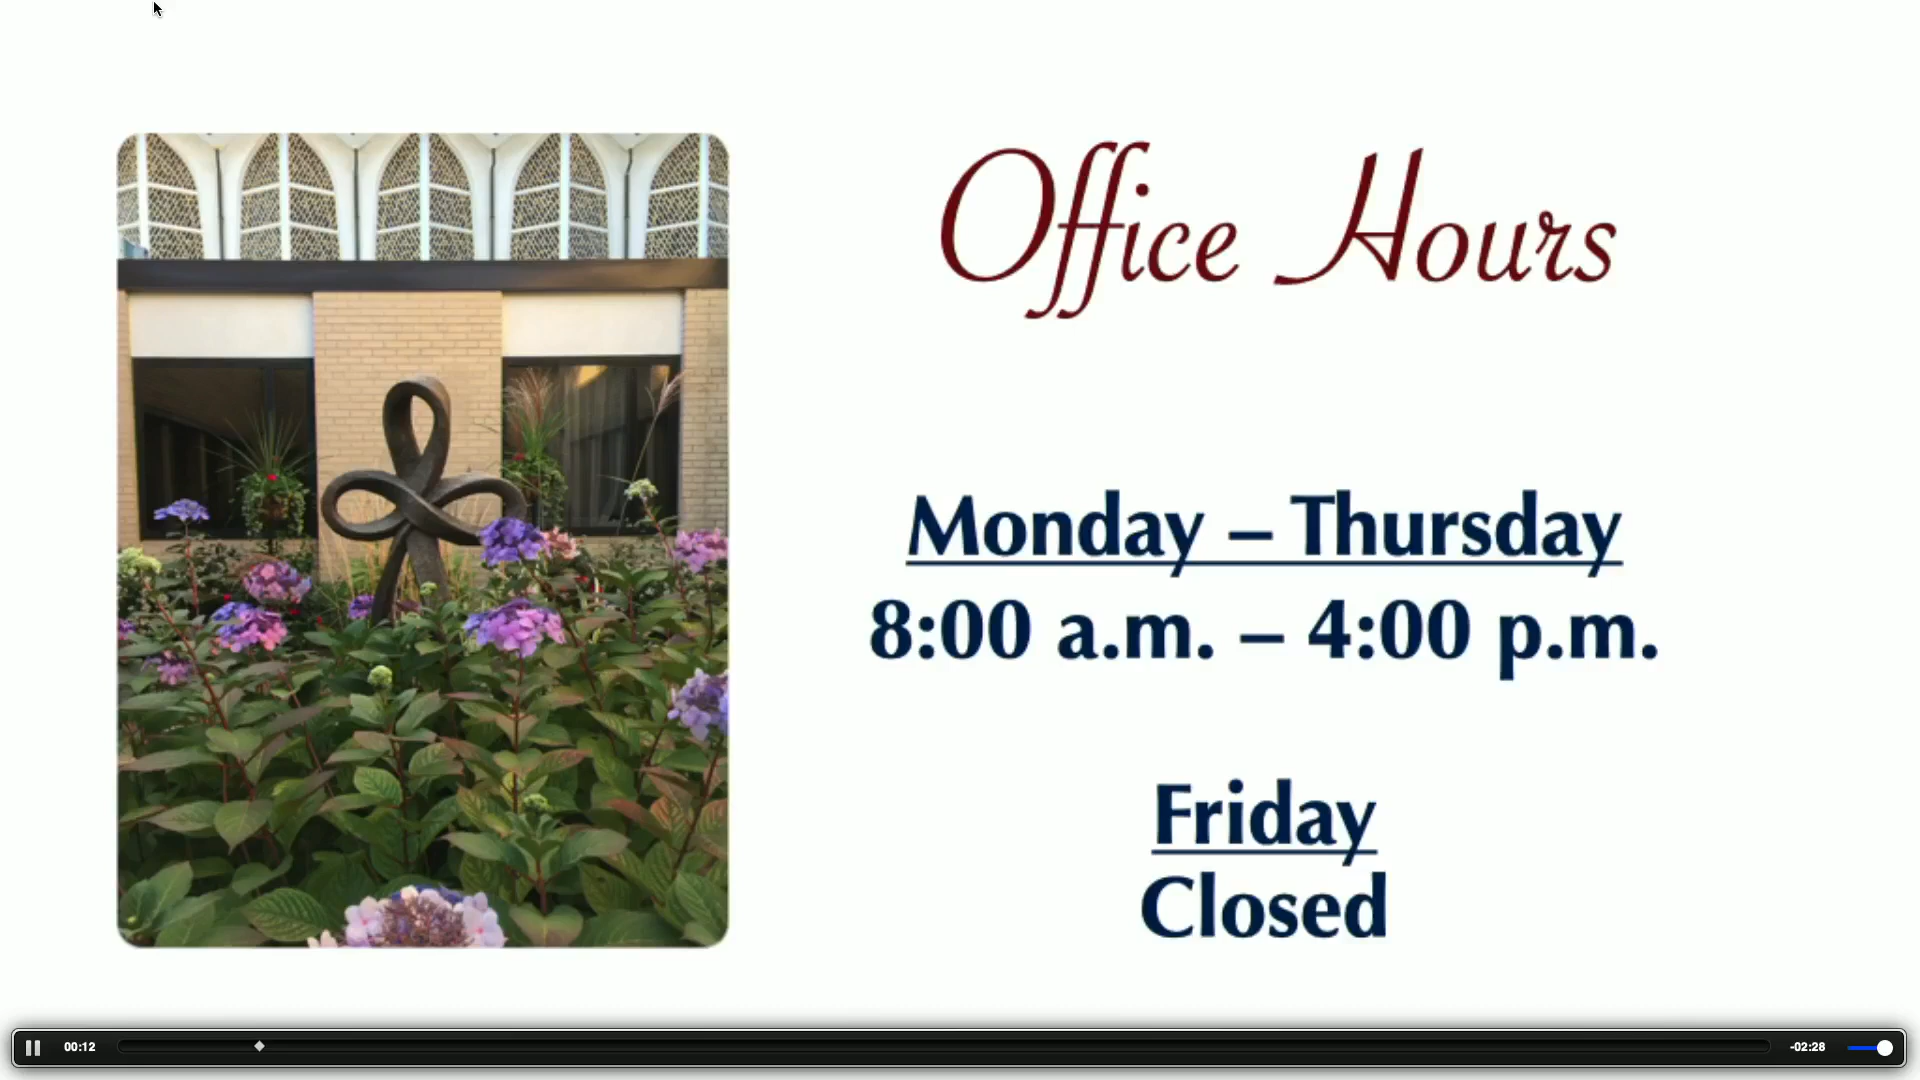 Office Hours
Monday – Thursday
8:00 a.m. – 4:00 p.m.
Friday
Closed
00:12
-02:28